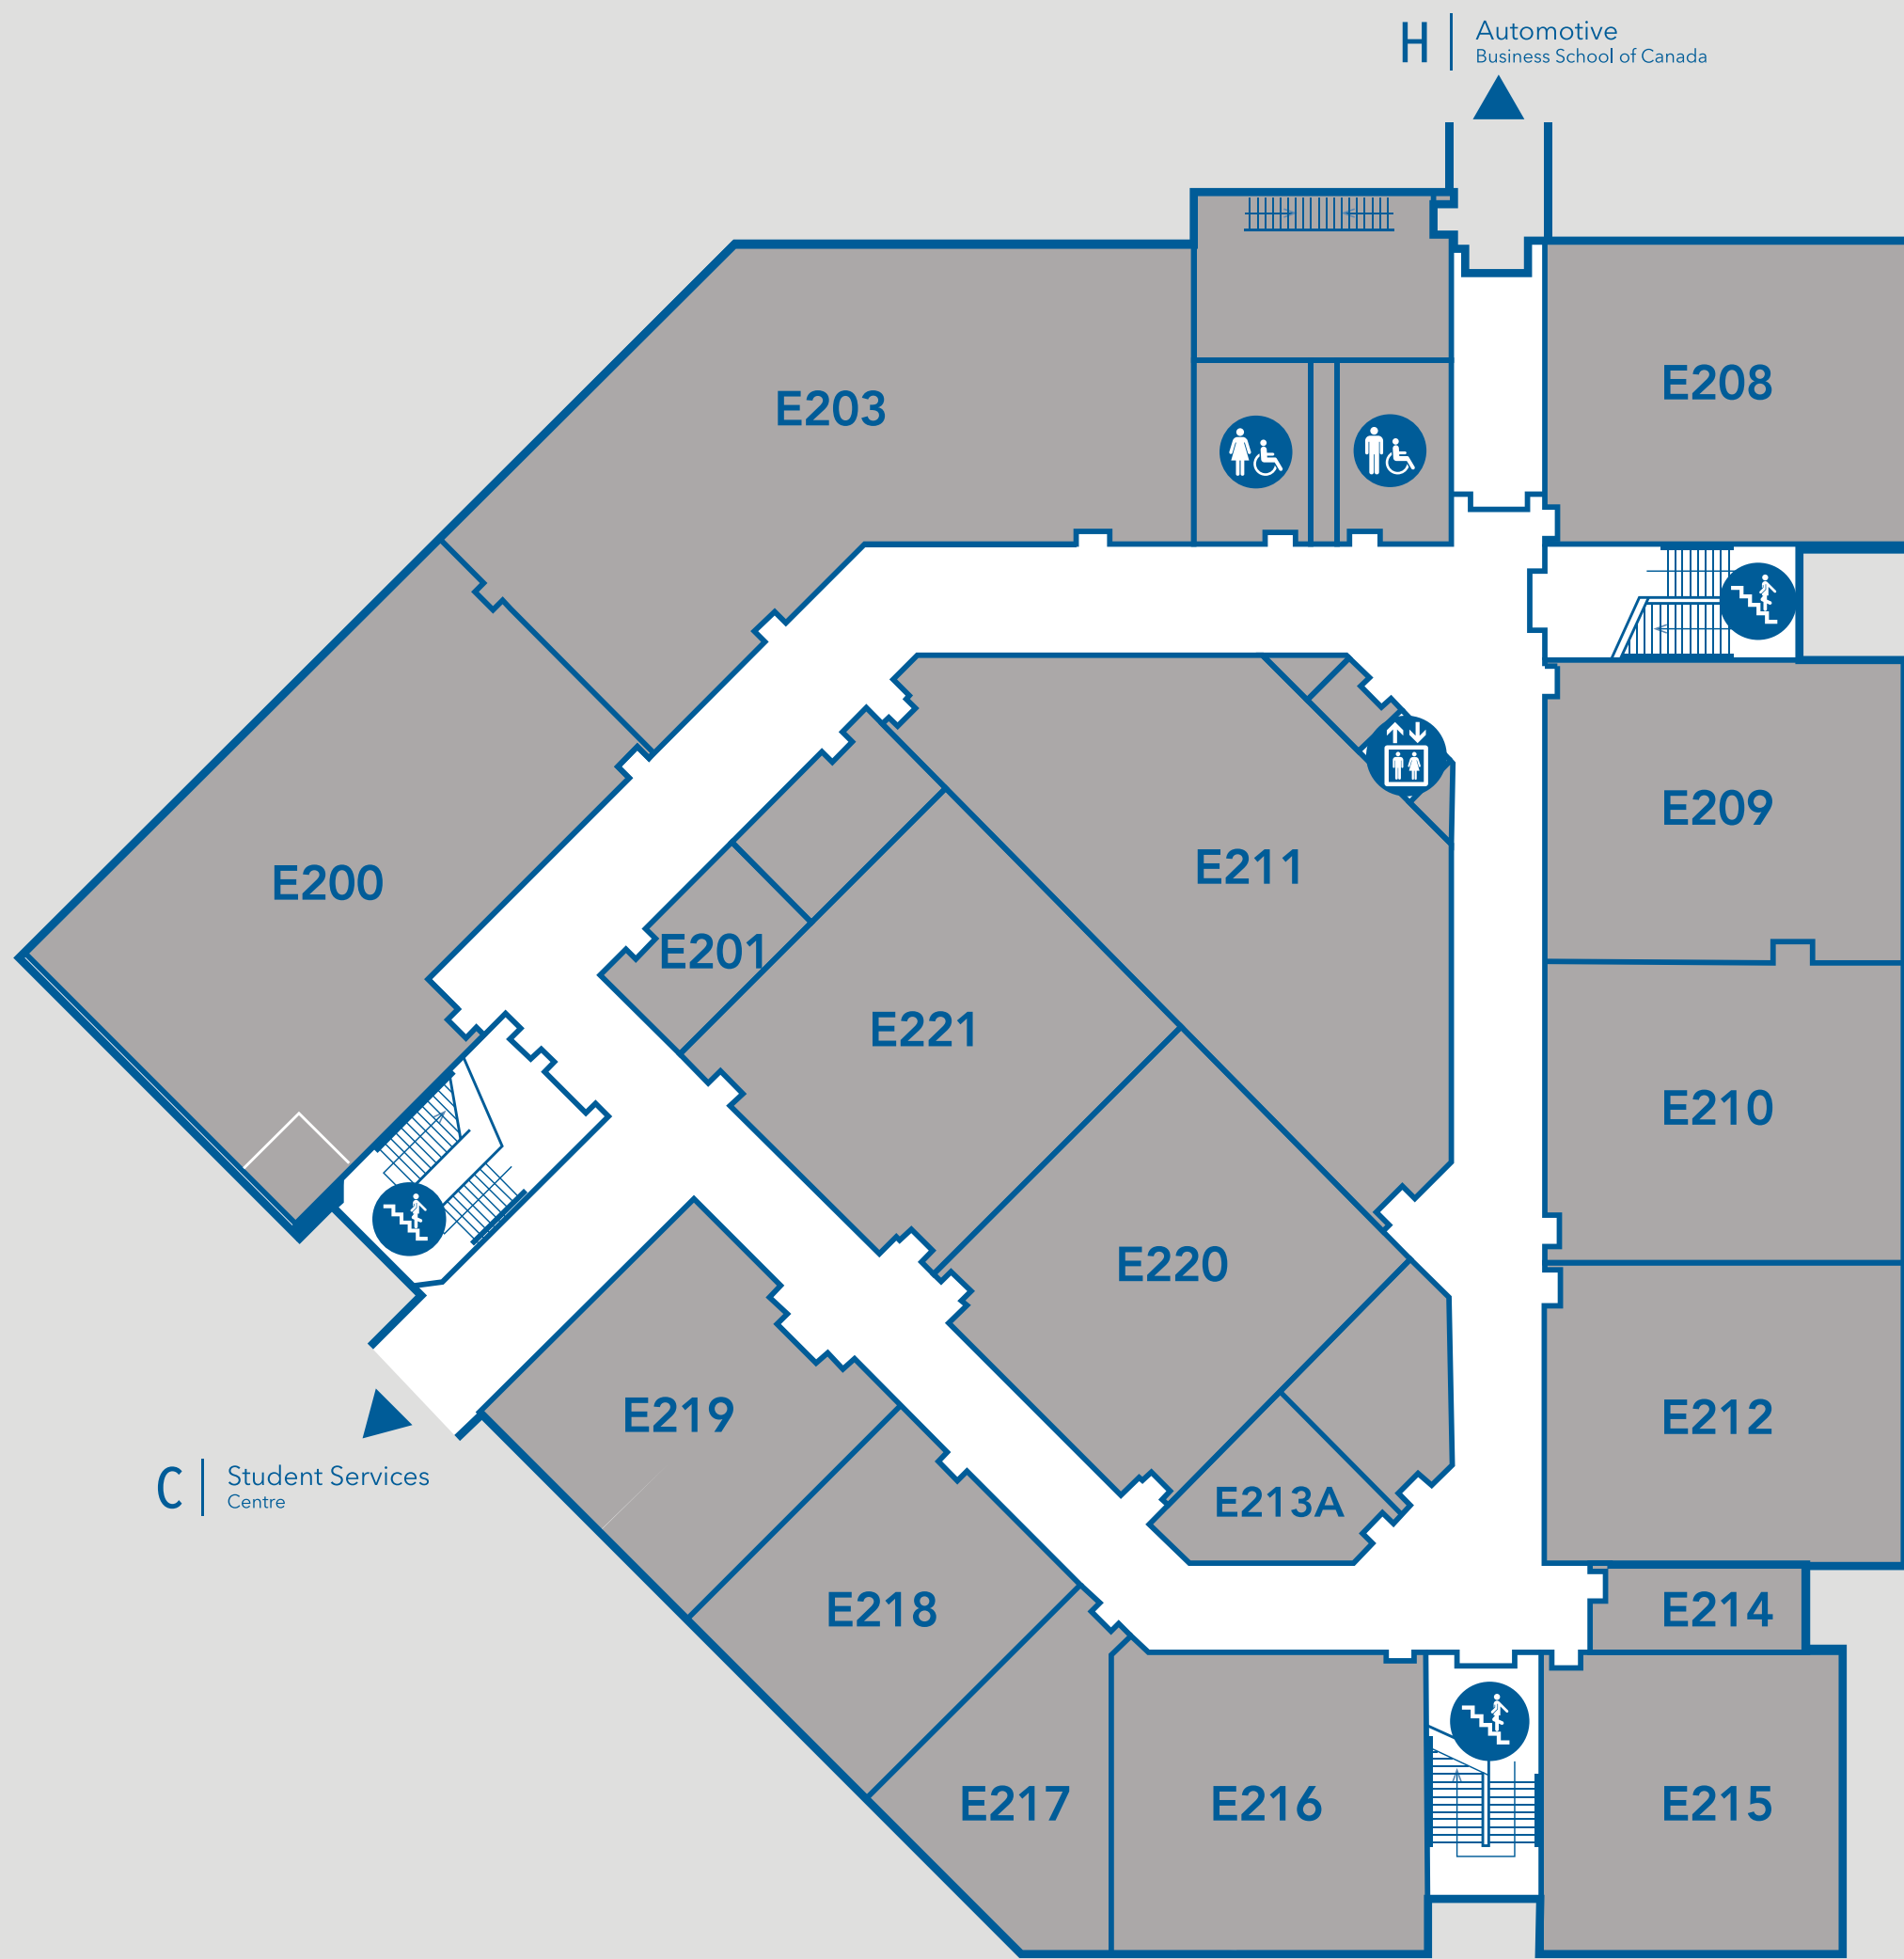 H
Automotive
Business School of Canada
E203
E208
E209
E211
E200
E201
E221
E210
E220
E219
E212
C
Student Services
Centre
E213A
E218
E214
E217
E216
E215